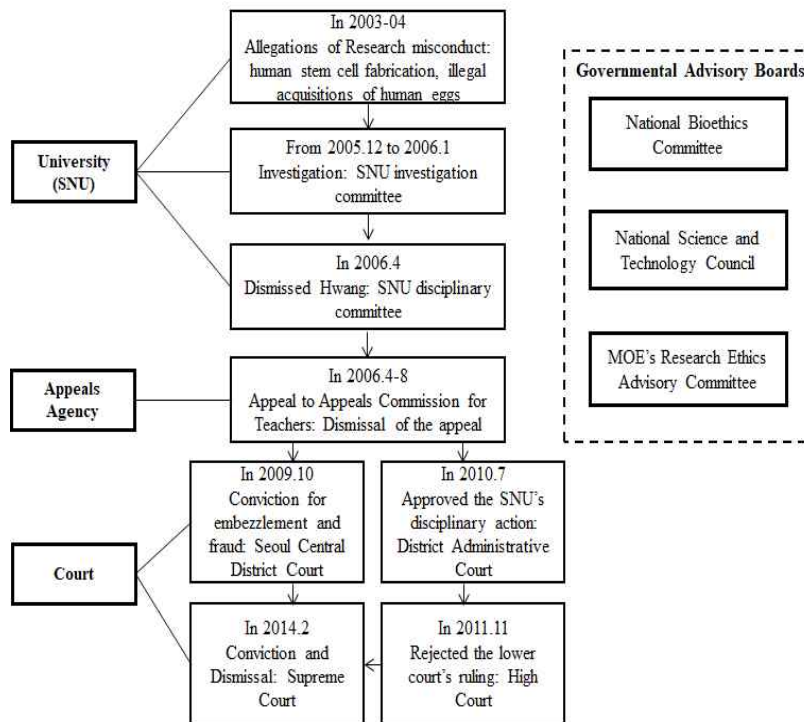 In 2003-04
Allegations of Research misconduct:
human stem cell fabrication, illegal
acquisitions of human eggs
University
(SNU)
From 2005.12 to 2006.1
Investigation: SNU investigation
committee
In 2006.4
Dismissed Hwang: SNU disciplinary
committee
Appeals
Agency
In 2006.4-8
Appeal to Appeals Commission for
Teachers: Dismissal of the appeal
Court
In 2009.10
Conviction for
embezzlement and
fraud: Seoul Central
District Court
In 2010.7
Approved the SNU's
disciplinary action:
District Administrative
Court
In 2014.2
Conviction and
Dismissal: Supreme
Court
In 2011.11
Rejected the lower
court's ruling: High
Court
Governmental Advisory Boards
National Bioethics
Committee
National Science and
Technology Council
MOE's Research Ethics
Advisory Committee